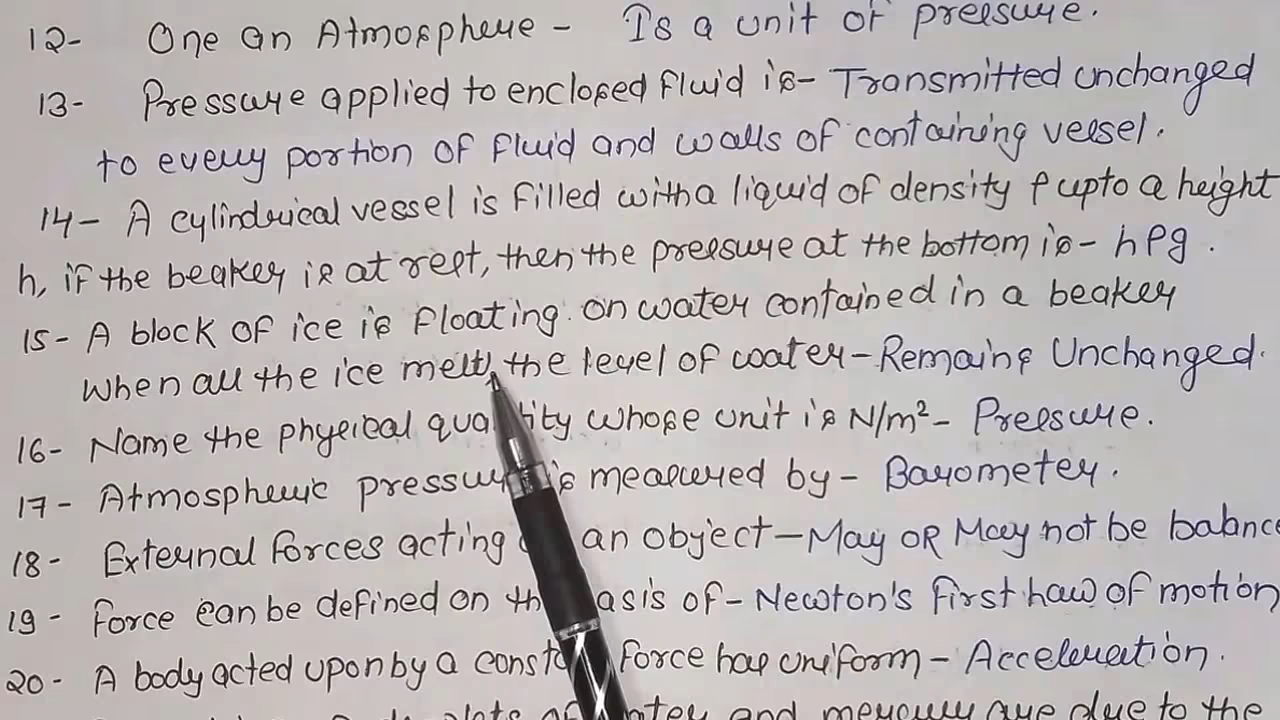 12- One an Atmosphere - Is a unit of pressure.
13- Pressure applied to enclosed fluid is- Transmitted unchanged
to every portion of fluid and walls of containing vessel.
14- A cylindrical vessel is filled with a liquid of density ρ upto a height
h, if the beaker is at rest, then the pressure at the bottom is- hρg.
15- A block of ice is floating on water contained in a beaker
when all the ice melt, the level of water- Remains Unchanged.
16- Name the physical quantity whose unit is N/m²- Pressure.
17- Atmospheric pressure is measured by- Barometer.
18- External forces acting an object- May OR May not be balance
19- Force can be defined on the basis of- Newton's first Law of motion
20- A body acted upon by a constant force has uniform- Acceleration.
and mercury are due to the